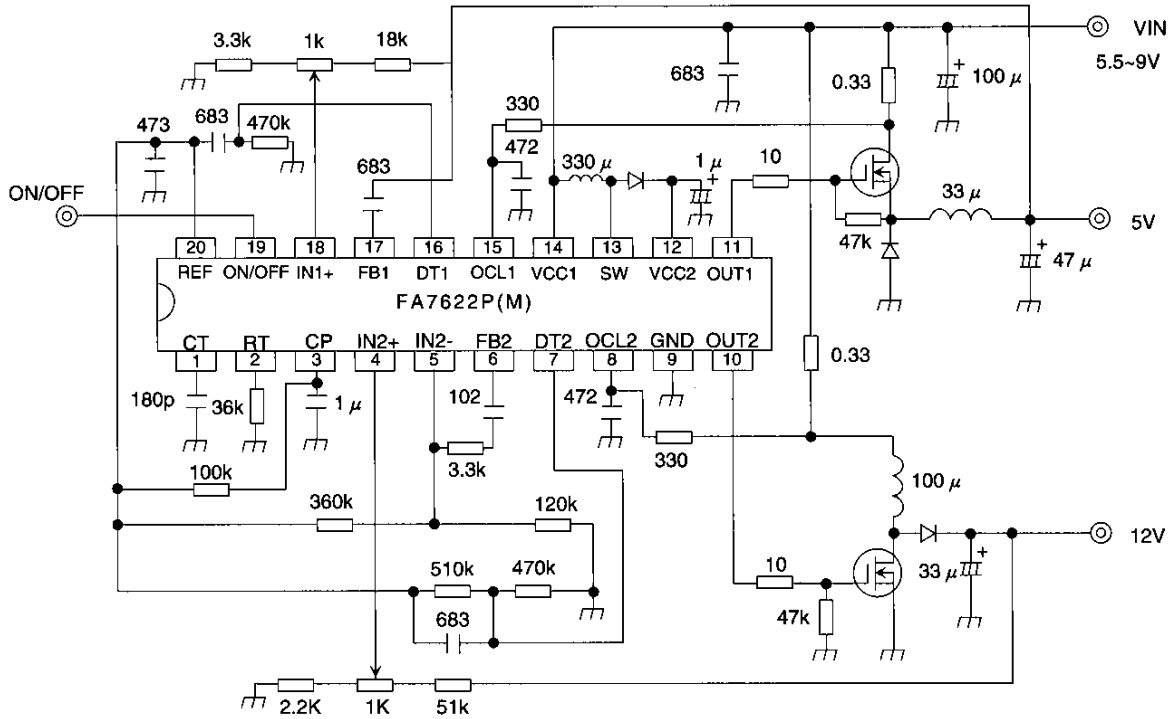 3.3k 1k 18k VIN
5.5~9V
683 0.33 100 μ
330
473 683 470k 683 472 330 μ 1 μ 10
ON/OFF 33 μ 5V
47k 47 μ
20 19 18 17 16 15 14 13 12 11
REF ON/OFF IN1+ FB1 DT1 OCL1 VCC1 SW VCC2 OUT1
FA7622P(M)
CT RT CP IN2+ IN2- FB2 DT2 OCL2 GND OUT2
1 2 3 4 5 6 7 8 9 10
0.33
180p 36k 1 μ 102 472
3.3k 330
100k 100 μ
360k 120k
12V
510k 470k 10 33 μ
683 47k
2.2K 1K 51k